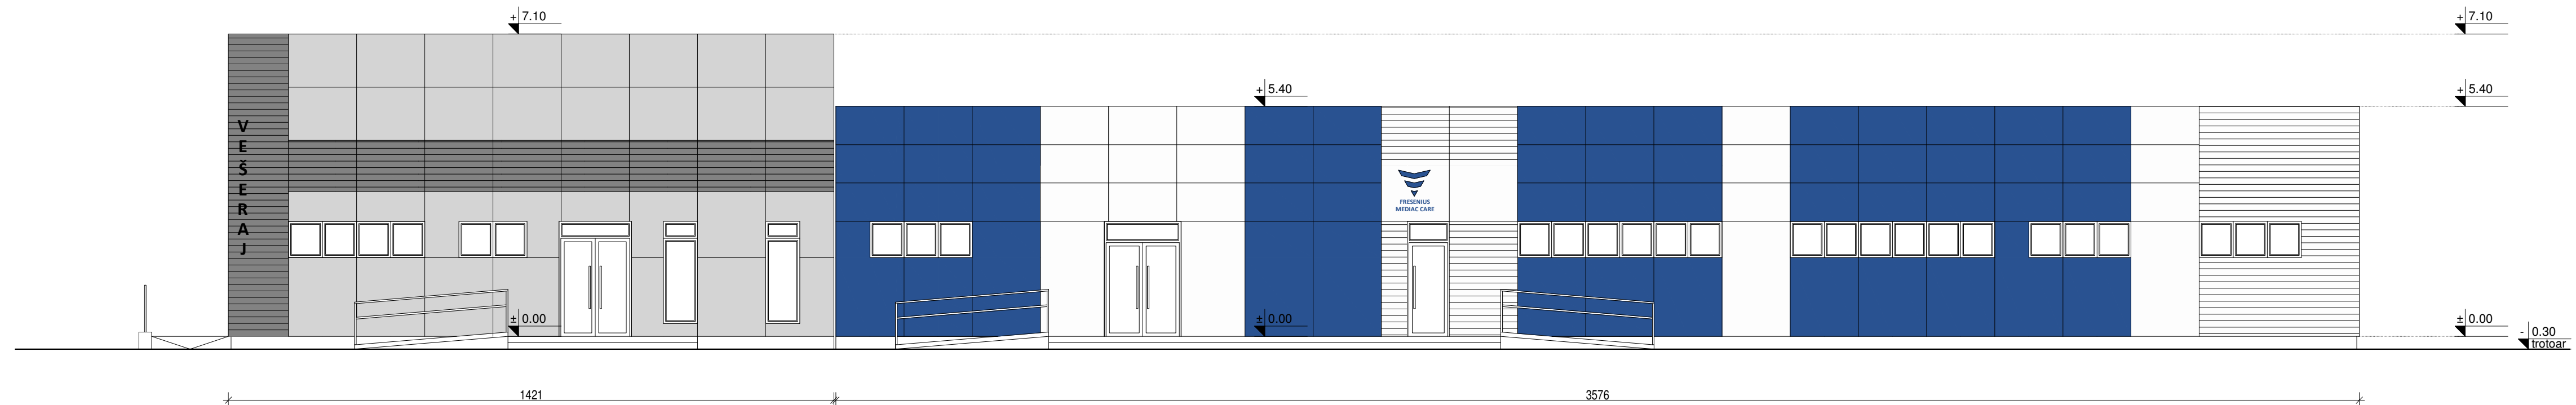 + 7.10
+ 7.10
+ 5.40
+ 5.40
VEŠERAJ
FRESENIUS
MEDIAC CARE
± 0.00
± 0.00
± 0.00
- 0.30
trotoar
1421
3576